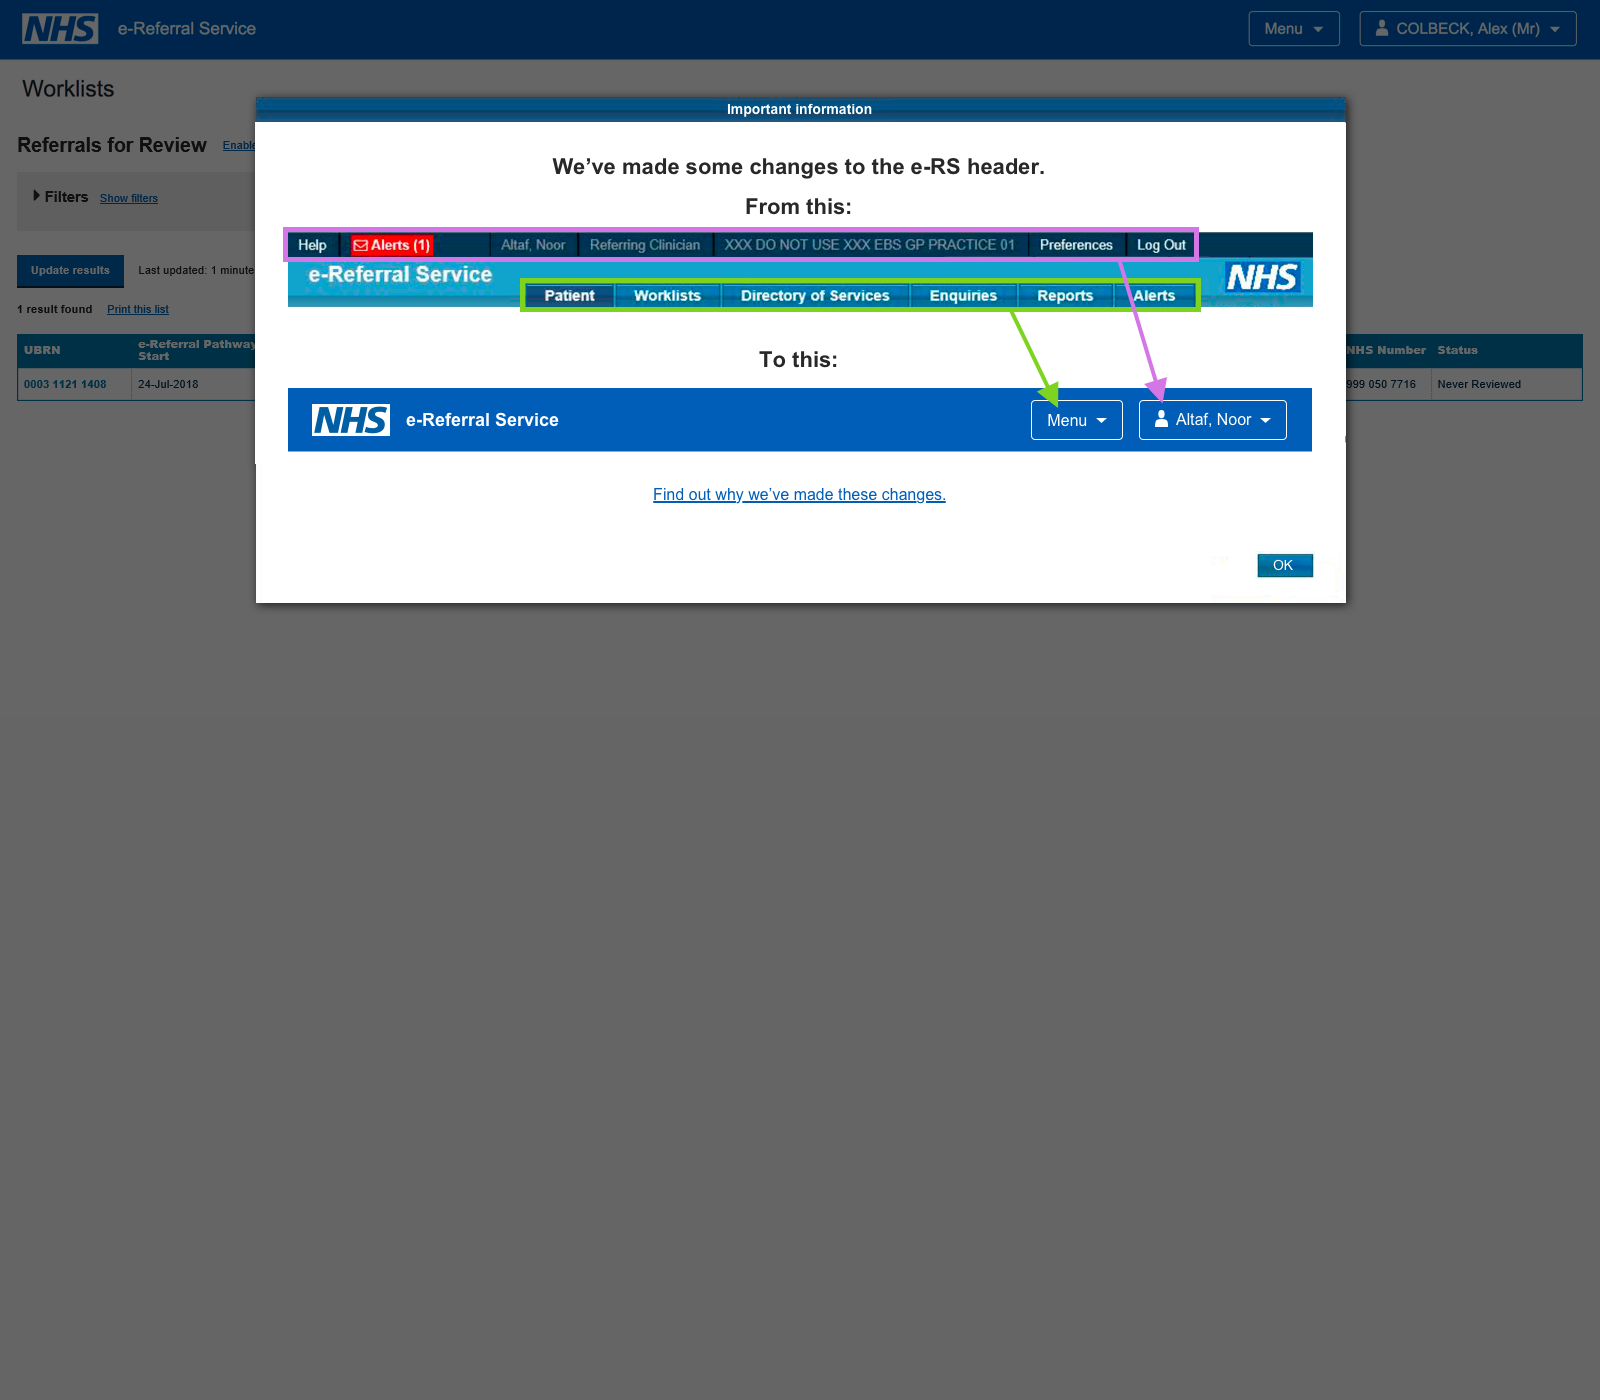 NHS e-Referral Service Menu COLBECK, Alex (Mr)
Worklists
Important information
Referrals for Review Enable
We've made some changes to the e-RS header.
Filters Show filters
From this:
Help Alerts (1) Altaf, Noor Referring Clinician XXX DO NOT USE XXX EBS GP PRACTICE 01 Preferences Log Out
e-Referral Service NHS
Patient Worklists Directory of Services Enquiries Reports Alerts
Update results Last updated: 1 minute
1 result found Print this list
To this:
UBRN e-Referral Pathway Start NHS Number Status
0003 1121 1408 24-Jul-2018 999 050 7716 Never Reviewed
NHS e-Referral Service Menu Altaf, Noor
Find out why we've made these changes.
OK